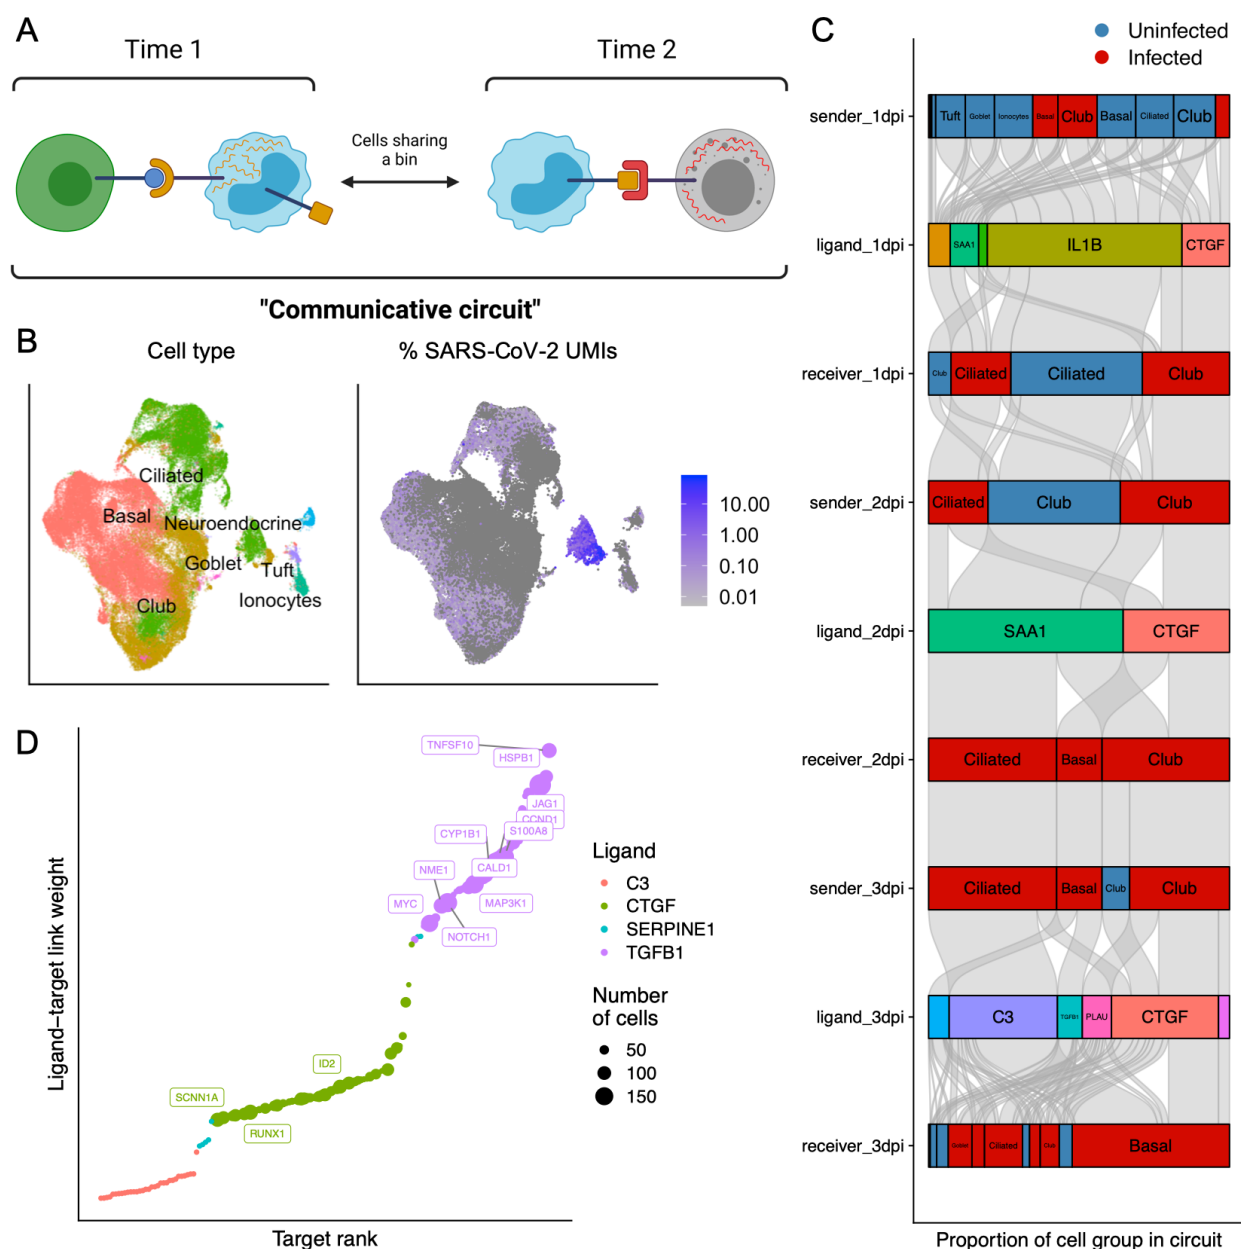 A
Time 1
Time 2
Cells sharing
a bin
"Communicative circuit"
B
Cell type
% SARS-CoV-2 UMIs
Ciliated
Basal
Neuroendocrine
Goblet
Tuft
Ionocytes
Club
10.00
1.00
0.10
0.01
C
Uninfected
Infected
sender_1dpi
Tuft
Goblet
Ionocytes
Basal
Club
Basal
Ciliated
Club
ligand_1dpi
SAA1
IL1B
CTGF
receiver_1dpi
Club
Ciliated
Ciliated
Club
sender_2dpi
Ciliated
Club
Club
ligand_2dpi
SAA1
CTGF
receiver_2dpi
Ciliated
Basal
Club
sender_3dpi
Ciliated
Basal
Club
Club
ligand_3dpi
C3
TGFB1
PLAU
CTGF
receiver_3dpi
Goblet
Ciliated
Club
Basal
Proportion of cell group in circuit
D
Ligand–target link weight
TNFSF10
HSPB1
JAG1
CCND1
CYP1B1
S100A8
NME1
CALD1
MYC
MAP3K1
NOTCH1
ID2
SCNN1A
RUNX1
Target rank
Ligand
C3
CTGF
SERPINE1
TGFB1
Number
of cells
50
100
150